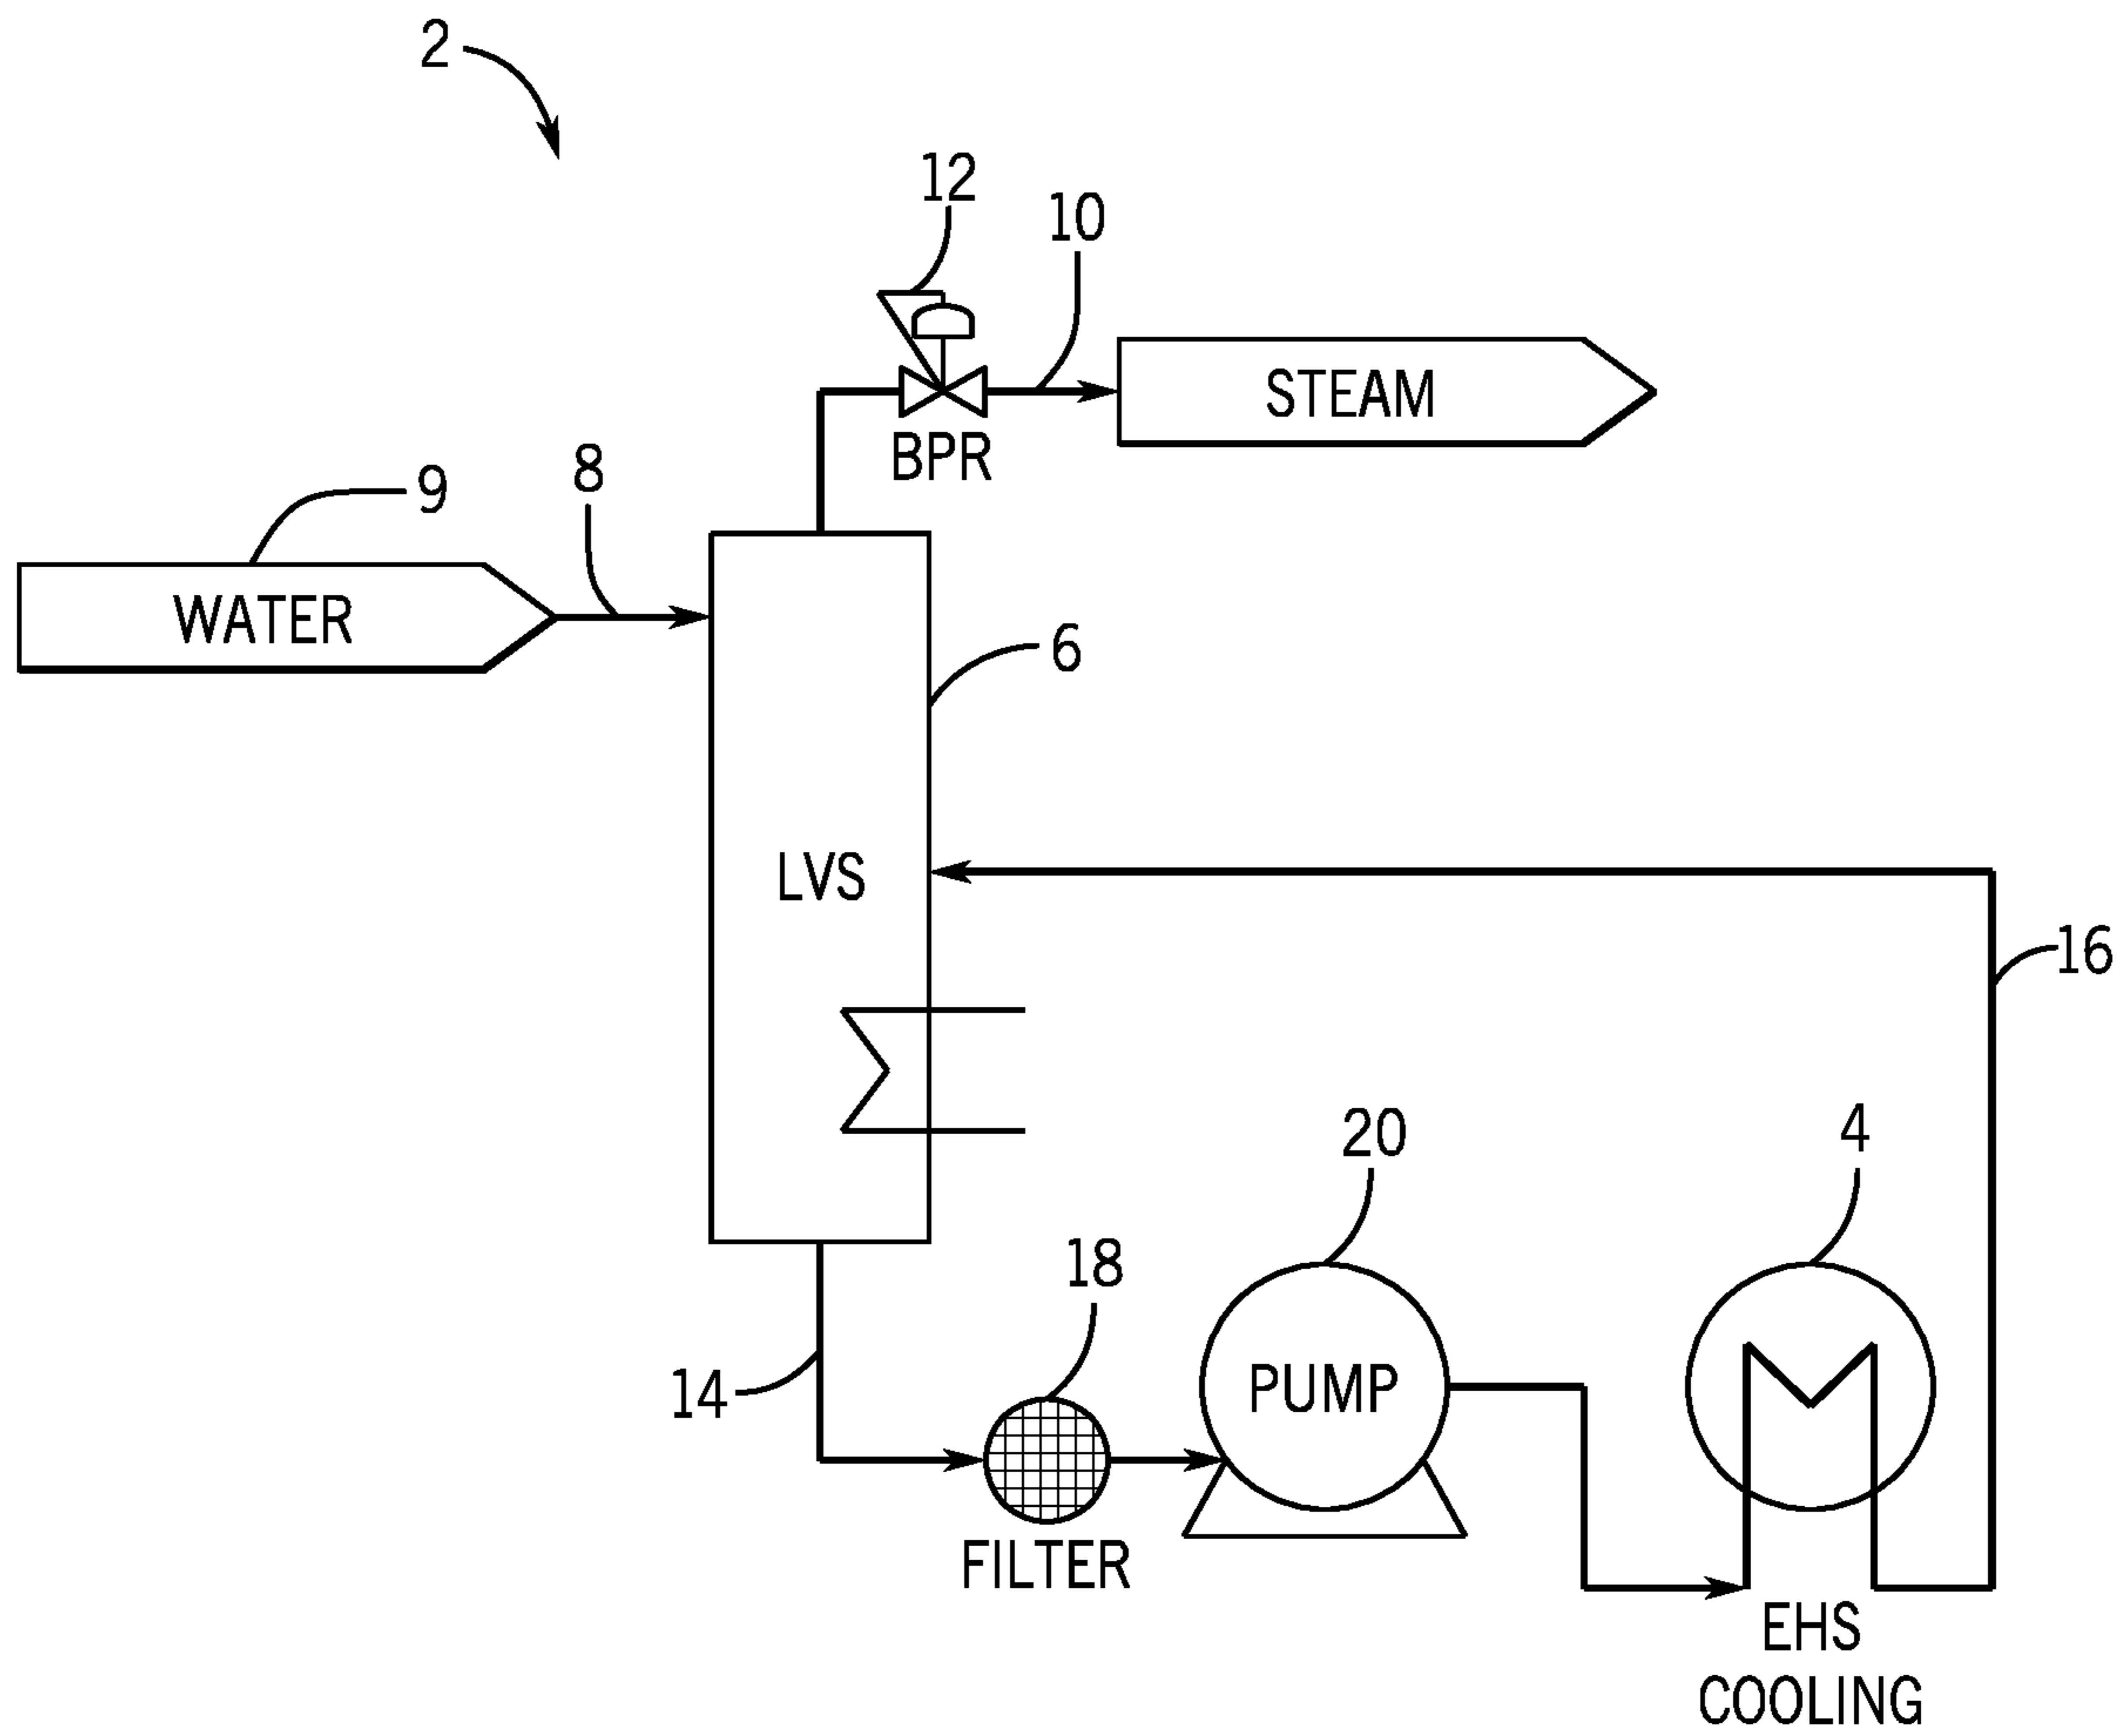 2
12
10
STEAM
BPR
9
8
WATER
6
LVS
16
20
4
18
PUMP
14
FILTER
EHS
COOLING